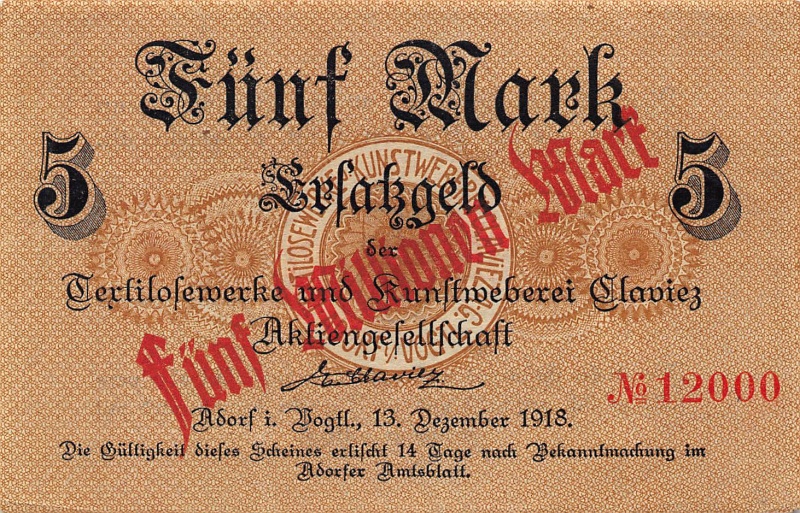 Fünf Mark
5 5
Ersatzgeld
der
Textilosewerke und Kunstweberei Claviez
Aktiengesellschaft
Fünf Millionen Mark
Claviez
№ 12000
Adorf i. Vogtl., 13. Dezember 1918.
Die Gültigkeit dieses Scheines erlischt 14 Tage nach Bekanntmachung im
Adorfer Amtsblatt.